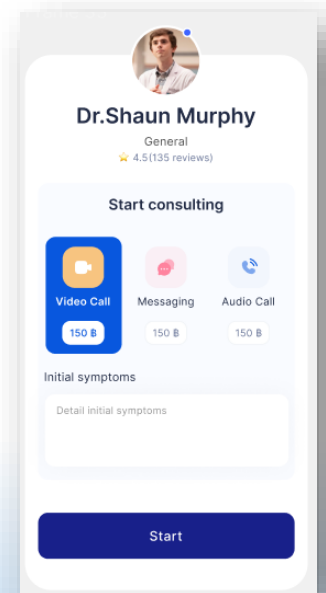 Dr.Shaun Murphy
General
4.5(135 reviews)
Start consulting
Video Call Messaging Audio Call
150 ฿ 150 ฿ 150 ฿
Initial symptoms
Detail initial symptoms
Start